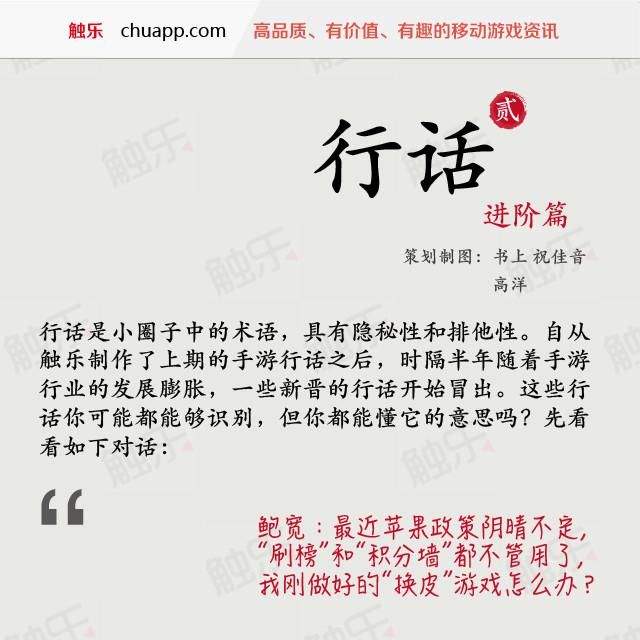 触乐 chuapp.com 高品质、有价值、有趣的移动游戏资讯
行话 贰
进阶篇
策划制图：书上 祝佳音
高洋
行话是小圈子中的术语，具有隐秘性和排他性。自从
触乐制作了上期的手游行话之后，时隔半年随着手游
行业的发展膨胀，一些新晋的行话开始冒出。这些行
话你可能都能够识别，但你都能懂它的意思吗？先看
看如下对话：
“
鲍宽：最近苹果政策阴晴不定，
“刷榜”和“积分墙”都不管用了，
我刚做好的“换皮”游戏怎么办？